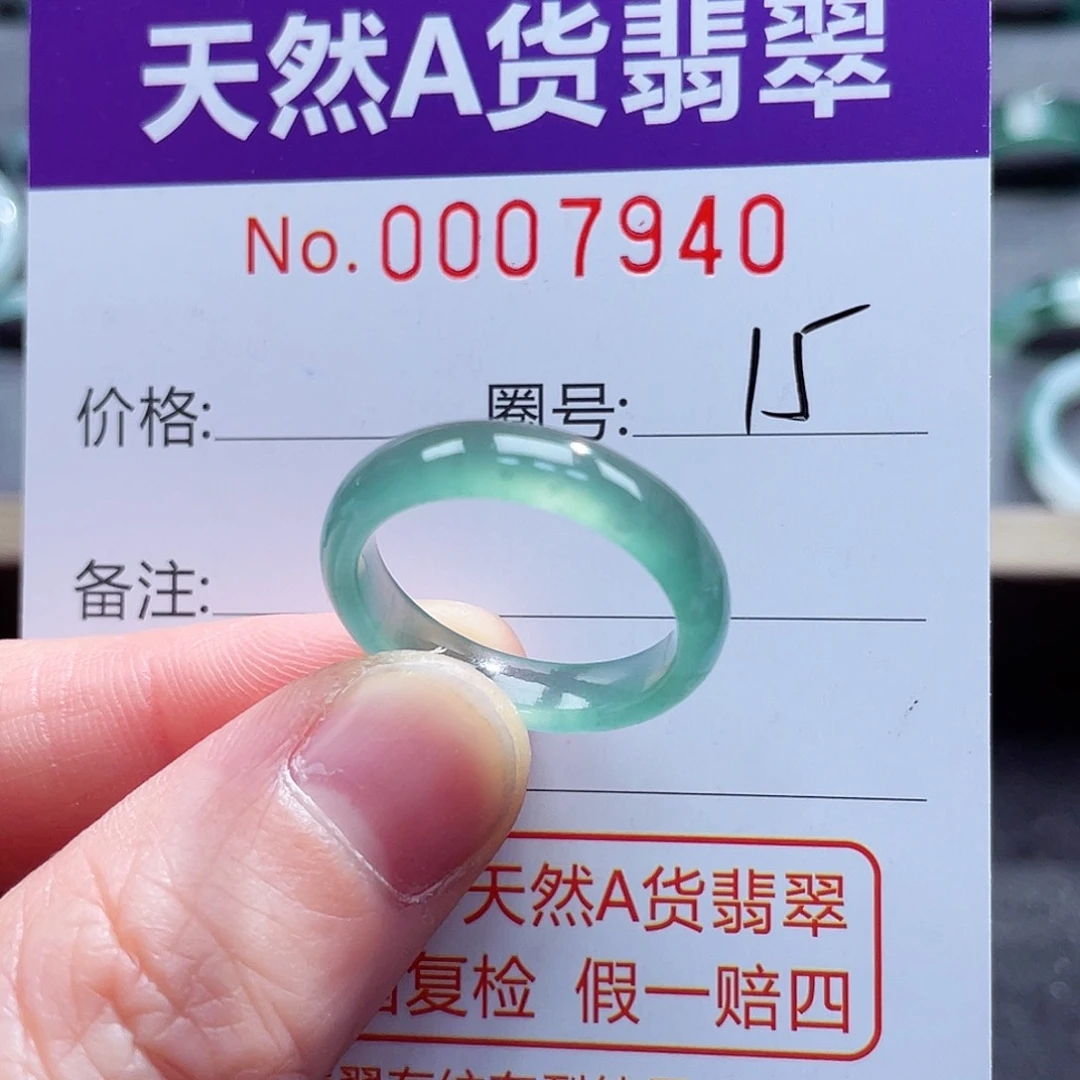 天然A货翡翠
No. 0007940
价格: 圈号: 15
备注:
天然A货翡翠
复检 假一赔四